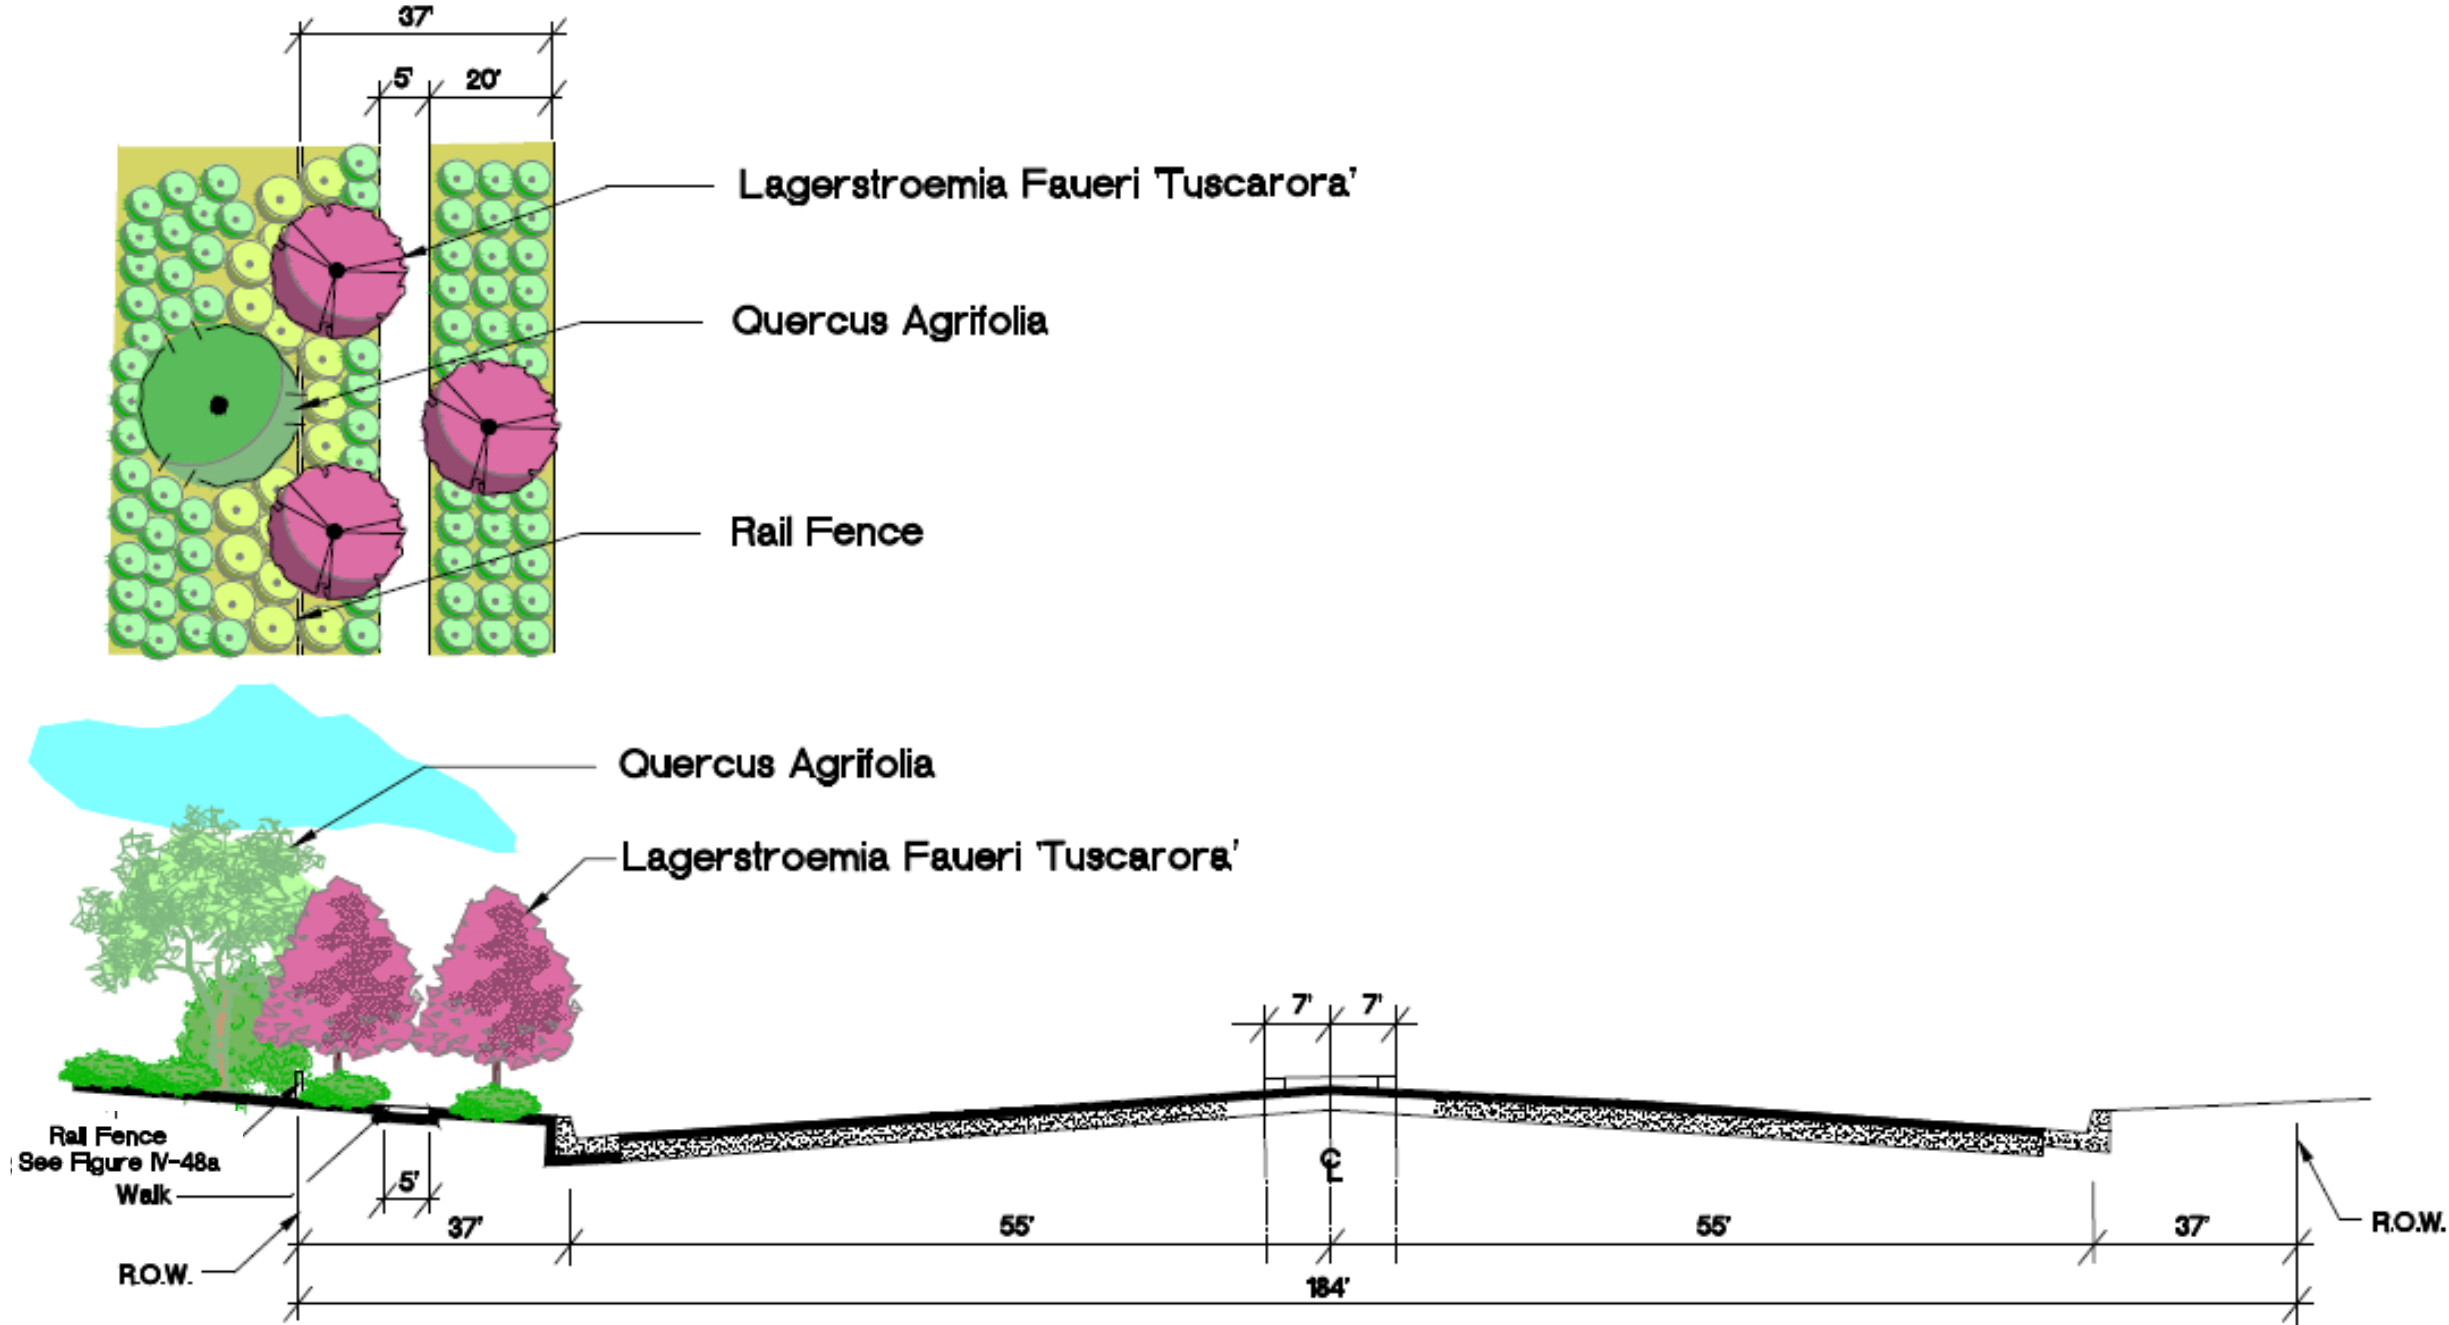 37'
5' 20'
Lagerstroemia Faueri 'Tuscarora'
Quercus Agrifolia
Rail Fence
Quercus Agrifolia
Lagerstroemia Faueri 'Tuscarora'
7' 7'
Rail Fence
See Figure IV-48a
Walk
5'
℄
37' 55' 55' 37'
R.O.W.
R.O.W.
184'